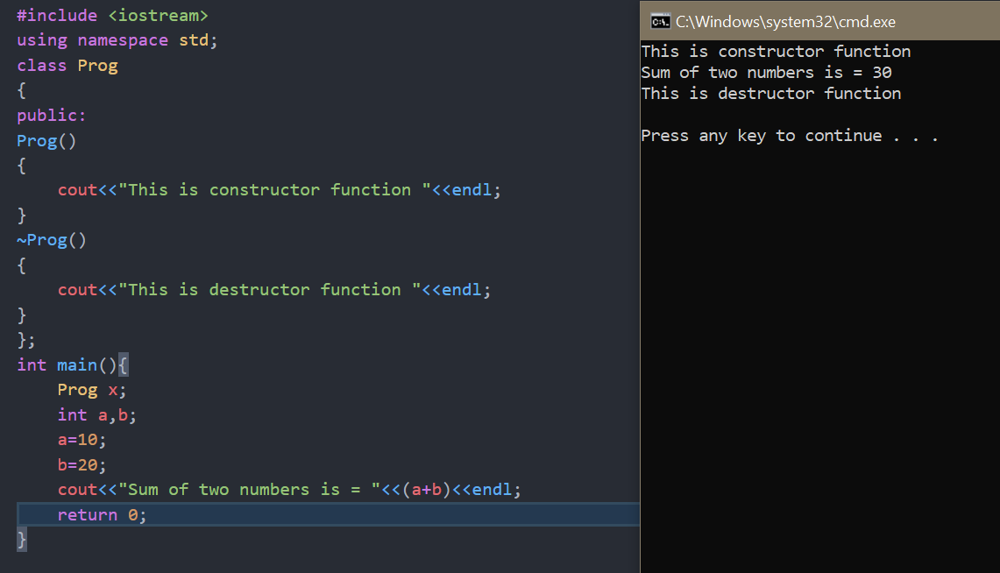 #include <iostream>
using namespace std;
class Prog
{
public:
Prog()
{
    cout<<"This is constructor function "<<endl;
}
~Prog()
{
    cout<<"This is destructor function "<<endl;
}
};
int main(){
    Prog x;
    int a,b;
    a=10;
    b=20;
    cout<<"Sum of two numbers is = "<<(a+b)<<endl;
    return 0;
}
C:\Windows\system32\cmd.exe
This is constructor function
Sum of two numbers is = 30
This is destructor function
Press any key to continue . . .